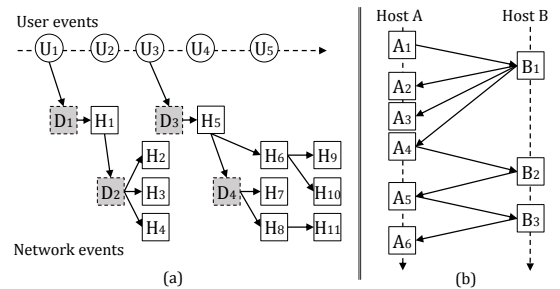 User events
U1 U2 U3 U4 U5
D1 H1 D3 H5
H2 H6 H9
D2 H3 D4 H7 H10
H4 H8 H11
Network events
(a)
Host A Host B
A1
B1
A2
A3
A4
B2
A5
B3
A6
(b)